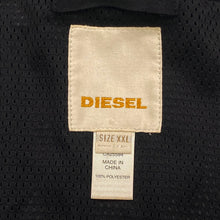 DIESEL
SIZE XXL
MADE IN
CHINA
100% POLYESTER